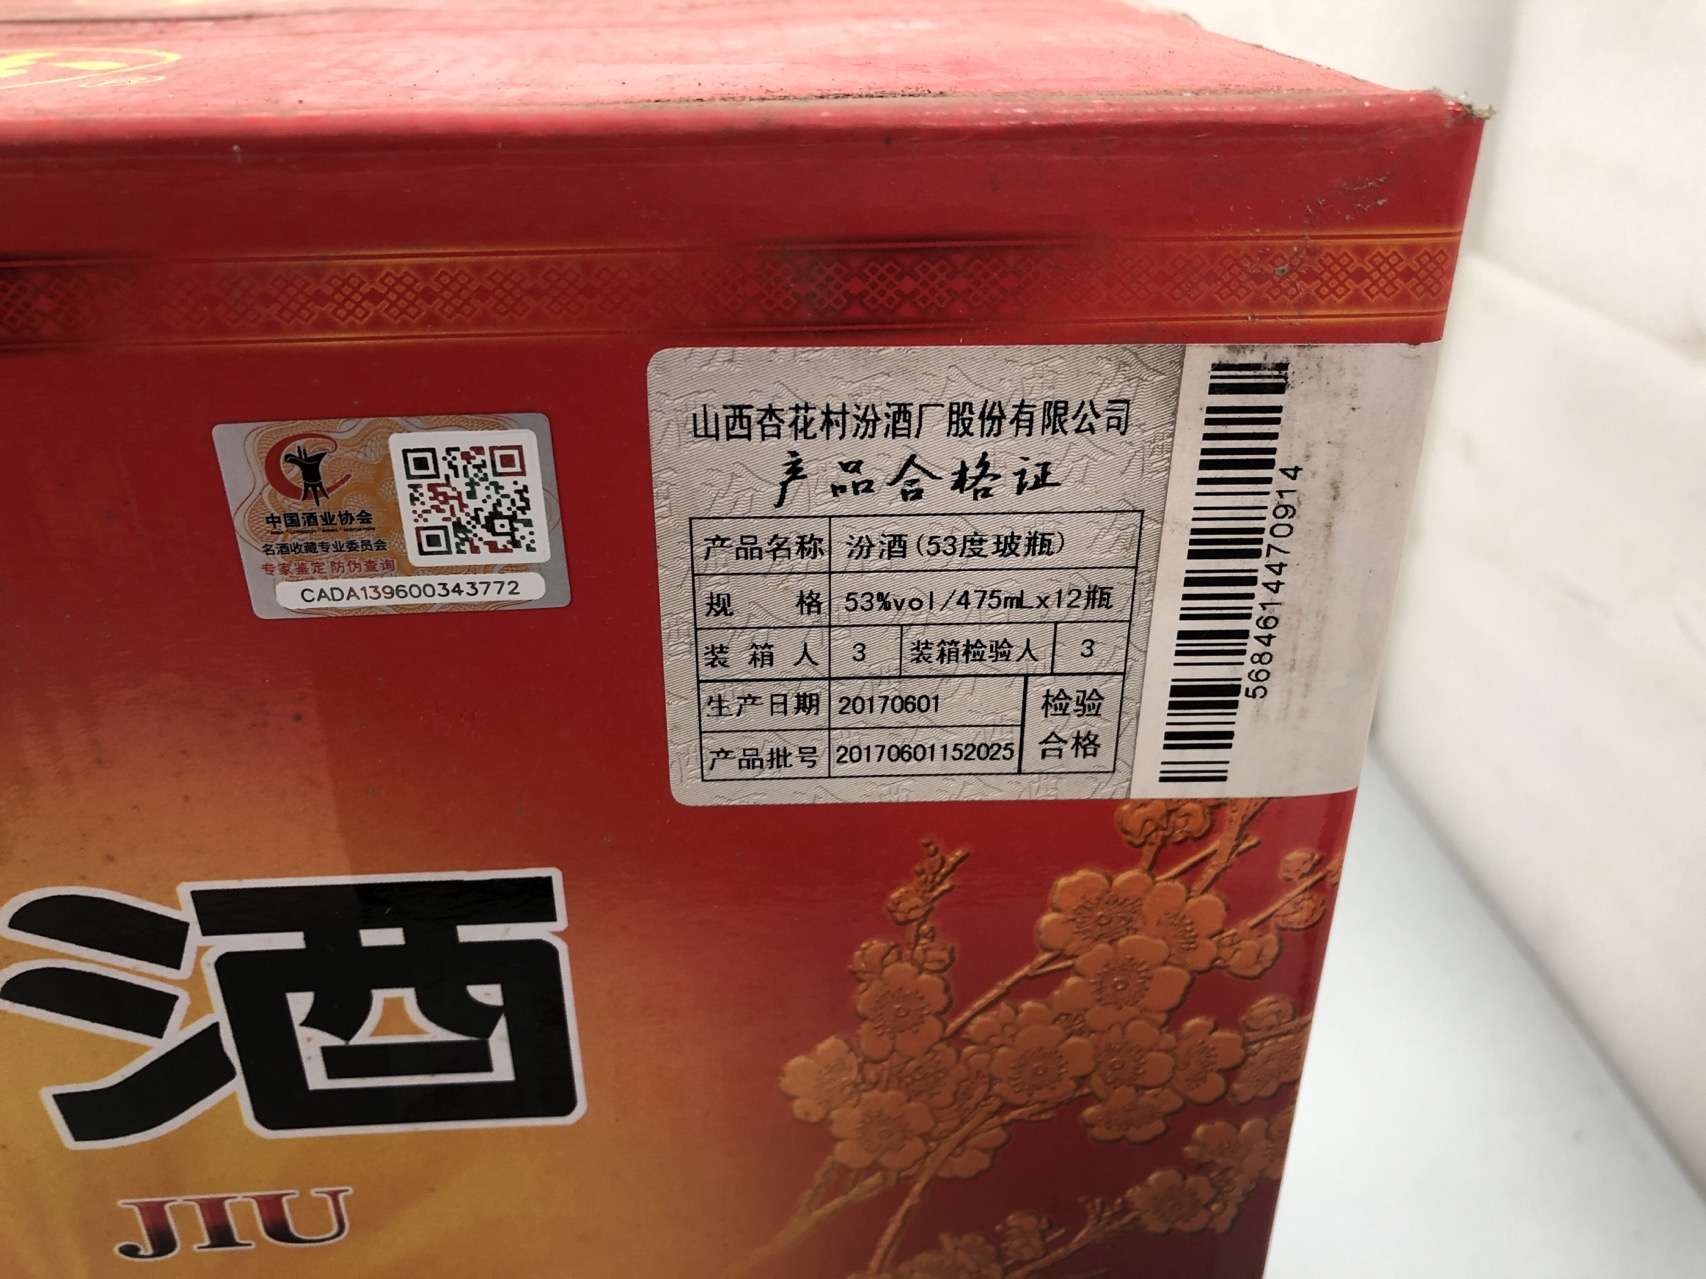 中国酒业协会
名酒收藏专业委员会
专家鉴定 防伪查询
CADA139600343772
山西杏花村汾酒厂股份有限公司
产品合格证
产品名称 汾酒(53度玻瓶)
规 格 53%vol/475mLx12瓶
装 箱 人 3 装箱检验人 3
生产日期 20170601 检验
产品批号 20170601152025 合格
568461447091​4
酒
JIU